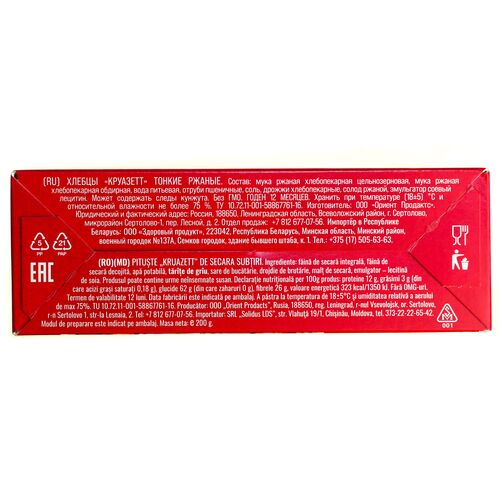 (RU) ХЛЕБЦЫ «КРУАЗЕТТ» ТОНКИЕ РЖАНЫЕ. Состав: мука ржаная хлебопекарная цельнозерновая, мука ржаная
хлебопекарная обдирная, вода питьевая, отруби пшеничные, соль, дрожжи хлебопекарные, солод ржаной, эмульгатор соевый
лецитин. Может содержать следы кунжута. Без ГМО. ГОДЕН 12 МЕСЯЦЕВ. Хранить при температуре (18±5) °С и
относительной влажности не более 75 %. ТУ 10.72.11-001-58867761-16. Изготовитель: ООО «Ориент Продактс».
Юридический и фактический адрес: Россия, 188650, Ленинградская область, Всеволожский район, г. Сертолово,
микрорайон Сертолово-1, пер. Лесной, д. 2. Отдел продаж: +7 812 677-07-56. Импортёр в Республике
Беларусь: ООО «Здоровый продукт», 223042, Республика Беларусь, Минская область, Минский район,
военный городок №137А, Сёмков городок, здание бывшего штаба, к. 1 Тел.: +375 (17) 505-63-63.
5
PP
21
PAP
EAC
(RO)(MD) PITUȘTE „KRUAZETT” DE SECARA SUBTIRI. Ingrediente: făină de secară integrală, făină de
secară decojită, apă potabilă, tărîțe de grîu, sare de bucătărie, drojdie de brutărie, malț de secară, emulgator – lecitină
de soia. Produsul poate contine urme neînsemnate susan. Declarație nutritională per 100g produs: proteine 12 g, grăsimi 3 g (din
care acizi grași saturați 0,18 g), glucide 62 g (din care zaharuri 0 g), fibrele 26 g, valoare energetică 323 kcal/1350 kJ. Fără OMG-uri.
Termen de valabilitate 12 luni. Data fabricării este indicată pe ambalaj. A păstra la temperatura de 18±5°C și umiditatea relativă a aerolui
de max 75%. TU 10.72.11-001-58867761-16. Producător: OOO „Orient Products”, Rusia, 188650, reg. Leningrad, r-nul Vsevolojsk, or. Sertolovo,
r-n Sertolovo 1, str-la Lesnaia, 2. Tel: +7 812 677-07-56. Importator: SRL „Solidus LDS”, str. Vlahuță 19/1, Chișinău, Moldova, tel. 373-22-22-65-42.
Modul de preparare este indicat pe ambalaj. Masa neta: ℮ 200 g.
001